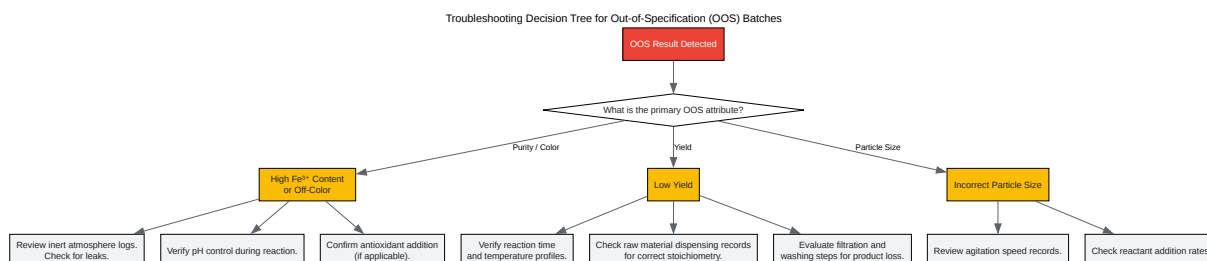 Troubleshooting Decision Tree for Out-of-Specification (OOS) Batches
OOS Result Detected
What is the primary OOS attribute?
Purity / Color
Yield
Particle Size
High Fe³⁺ Content
or Off-Color
Low Yield
Incorrect Particle Size
Review inert atmosphere logs.
Check for leaks.
Verify pH control during reaction.
Confirm antioxidant addition
(if applicable).
Verify reaction time
and temperature profiles.
Check raw material dispensing records
for correct stoichiometry.
Evaluate filtration and
washing steps for product loss.
Review agitation speed records.
Check reactant addition rates